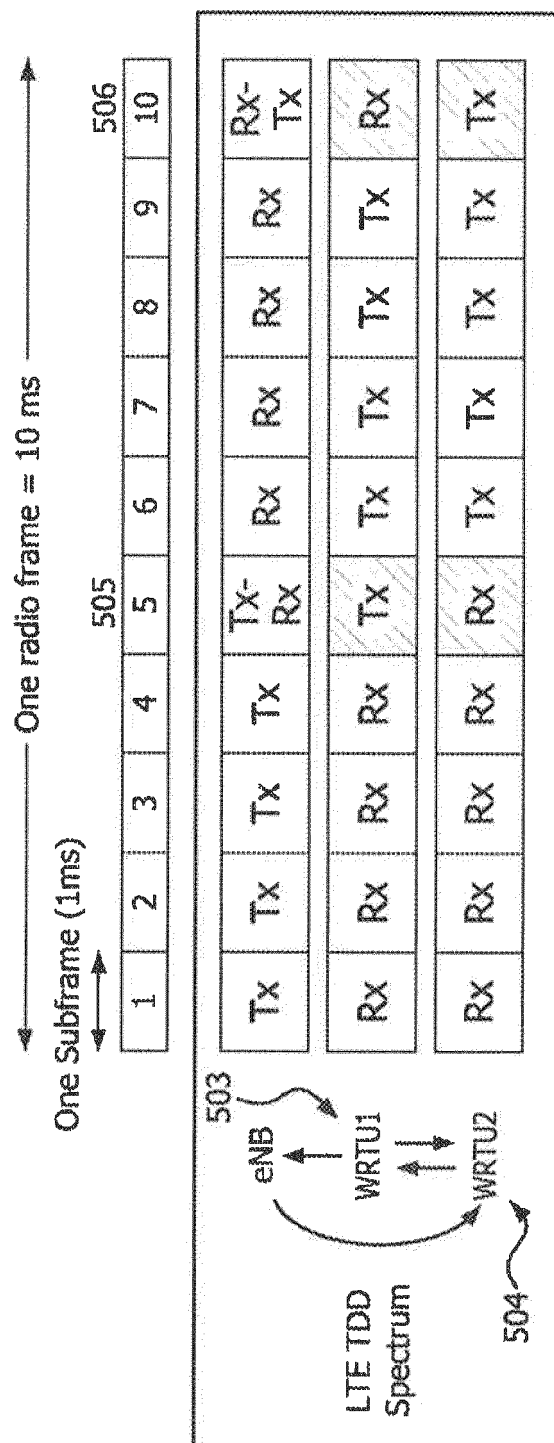 One radio frame = 10 ms
One Subframe (1ms)
505
506
1 2 3 4 5 6 7 8 9 10
503
eNB
Tx Tx Tx Tx Tx-Rx Rx Rx Rx Rx Rx-Tx
WRTU1
Rx Rx Rx Rx Tx Tx Tx Tx Tx Rx
WRTU2
Rx Rx Rx Rx Rx Tx Tx Tx Tx Tx
LTE TDD
Spectrum
504